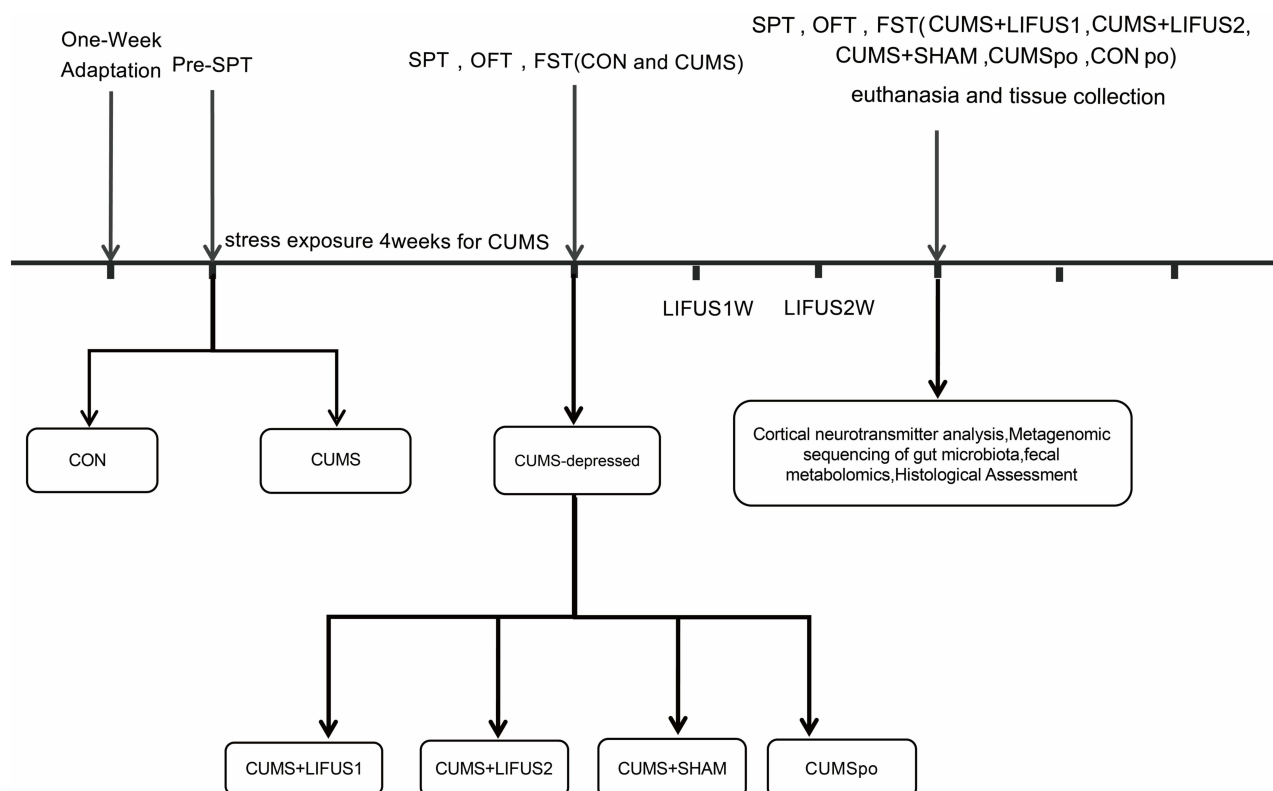 One-Week
Adaptation
Pre-SPT
SPT , OFT , FST(CON and CUMS)
SPT , OFT , FST(CUMS+LIFUS1,CUMS+LIFUS2,
CUMS+SHAM ,CUMSpo ,CON po)
euthanasia and tissue collection
stress exposure 4weeks for CUMS
LIFUS1W
LIFUS2W
CON
CUMS
CUMS-depressed
Cortical neurotransmitter analysis,Metagenomic
sequencing of gut microbiota,fecal
metabolomics,Histological Assessment
CUMS+LIFUS1
CUMS+LIFUS2
CUMS+SHAM
CUMSpo